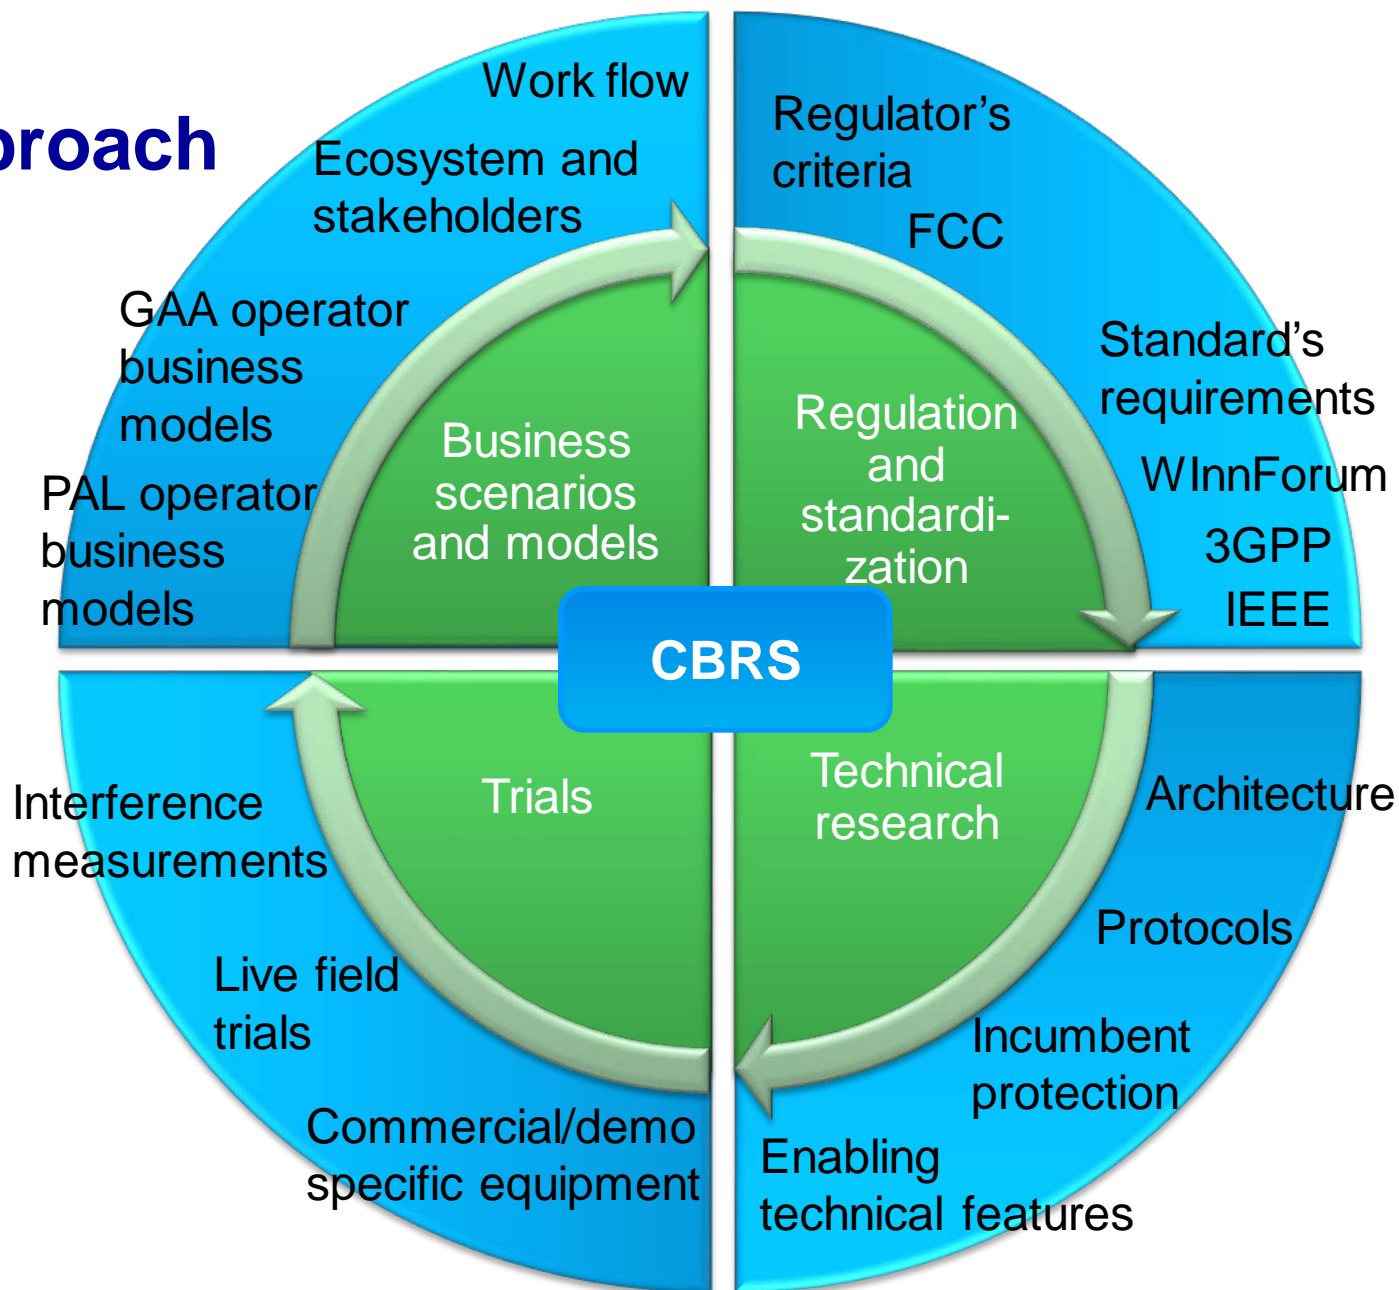 proach
Work flow
Ecosystem and
stakeholders
GAA operator
business
models
PAL operator
business
models
Business
scenarios
and models
Regulator's
criteria
FCC
Standard's
requirements
WInnForum
3GPP
IEEE
Regulation
and
standardi-
zation
CBRS
Trials
Interference
measurements
Live field
trials
Commercial/demo
specific equipment
Technical
research
Architecture
Protocols
Incumbent
protection
Enabling
technical features